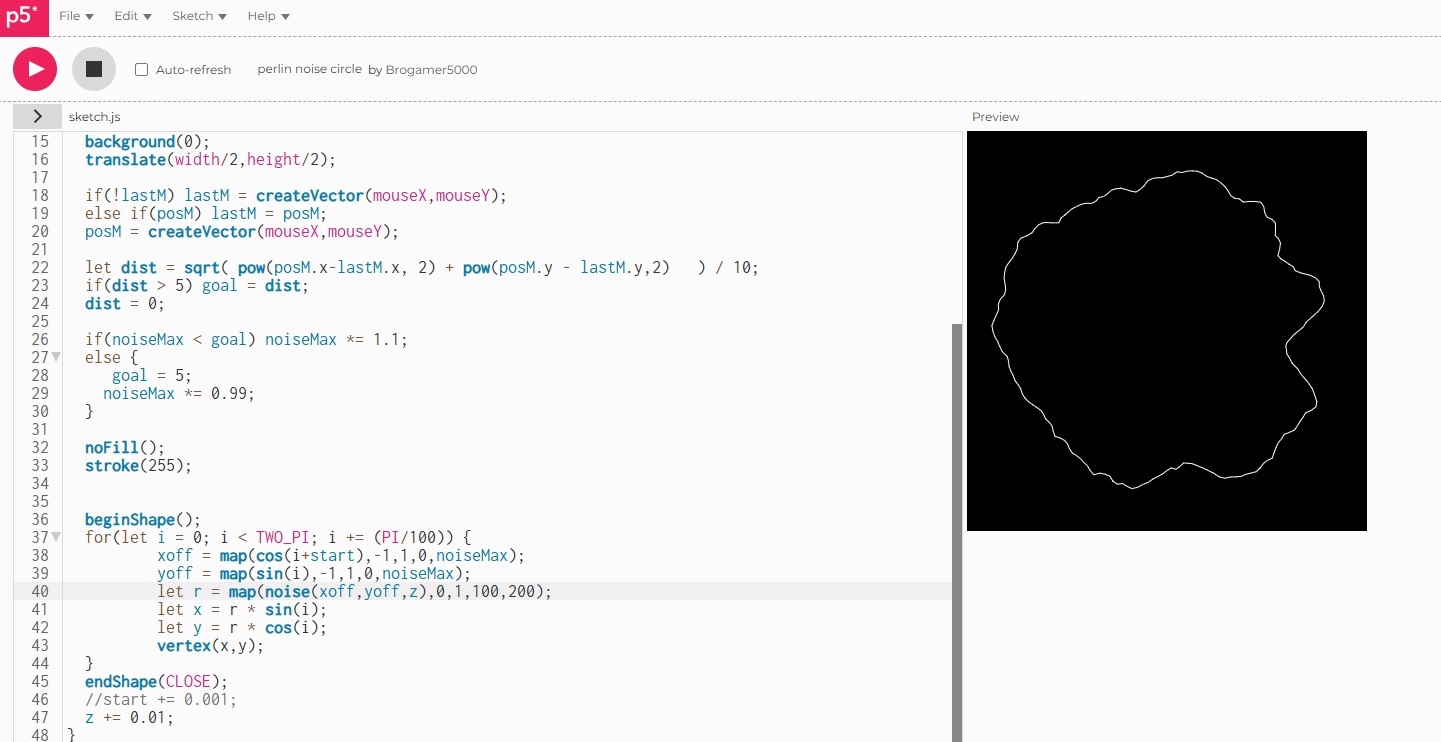 p5*
File Edit Sketch Help
Auto-refresh perlin noise circle by Brogamer5000
sketch.js
Preview
15 background(0);
16 translate(width/2,height/2);
17
18 if(!lastM) lastM = createVector(mouseX,mouseY);
19 else if(posM) lastM = posM;
20 posM = createVector(mouseX,mouseY);
21
22 let dist = sqrt( pow(posM.x-lastM.x, 2) + pow(posM.y - lastM.y,2)   ) / 10;
23 if(dist > 5) goal = dist;
24 dist = 0;
25
26 if(noiseMax < goal) noiseMax *= 1.1;
27 else {
28 goal = 5;
29 noiseMax *= 0.99;
30 }
31
32 noFill();
33 stroke(255);
34
35
36 beginShape();
37 for(let i = 0; i < TWO_PI; i += (PI/100)) {
38 xoff = map(cos(i+start),-1,1,0,noiseMax);
39 yoff = map(sin(i),-1,1,0,noiseMax);
40 let r = map(noise(xoff,yoff,z),0,1,100,200);
41 let x = r * sin(i);
42 let y = r * cos(i);
43 vertex(x,y);
44 }
45 endShape(CLOSE);
46 //start += 0.001;
47 z += 0.01;
48 }